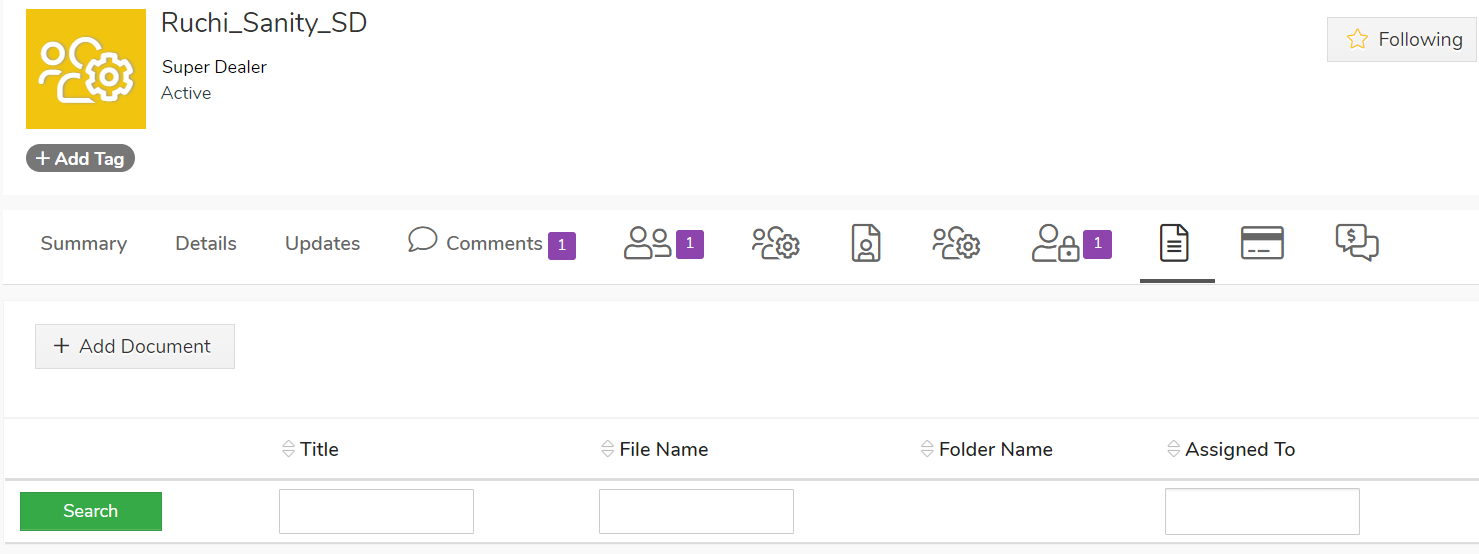 Ruchi_Sanity_SD
Following
Super Dealer
Active
+ Add Tag
Summary Details Updates Comments 1 1 1 $
+ Add Document
Title File Name Folder Name Assigned To
Search